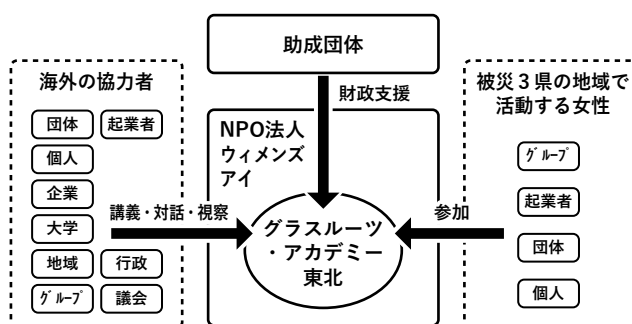 助成団体
海外の協力者
団体
起業者
個人
企業
大学
地域
行政
ｸﾞﾙｰﾌﾟ
議会
講義・対話・視察
財政支援
NPO法人
ウィメンズ
アイ
グラスルーツ
・アカデミー
東北
参加
被災３県の地域で
活動する女性
ｸﾞﾙｰﾌﾟ
起業者
団体
個人